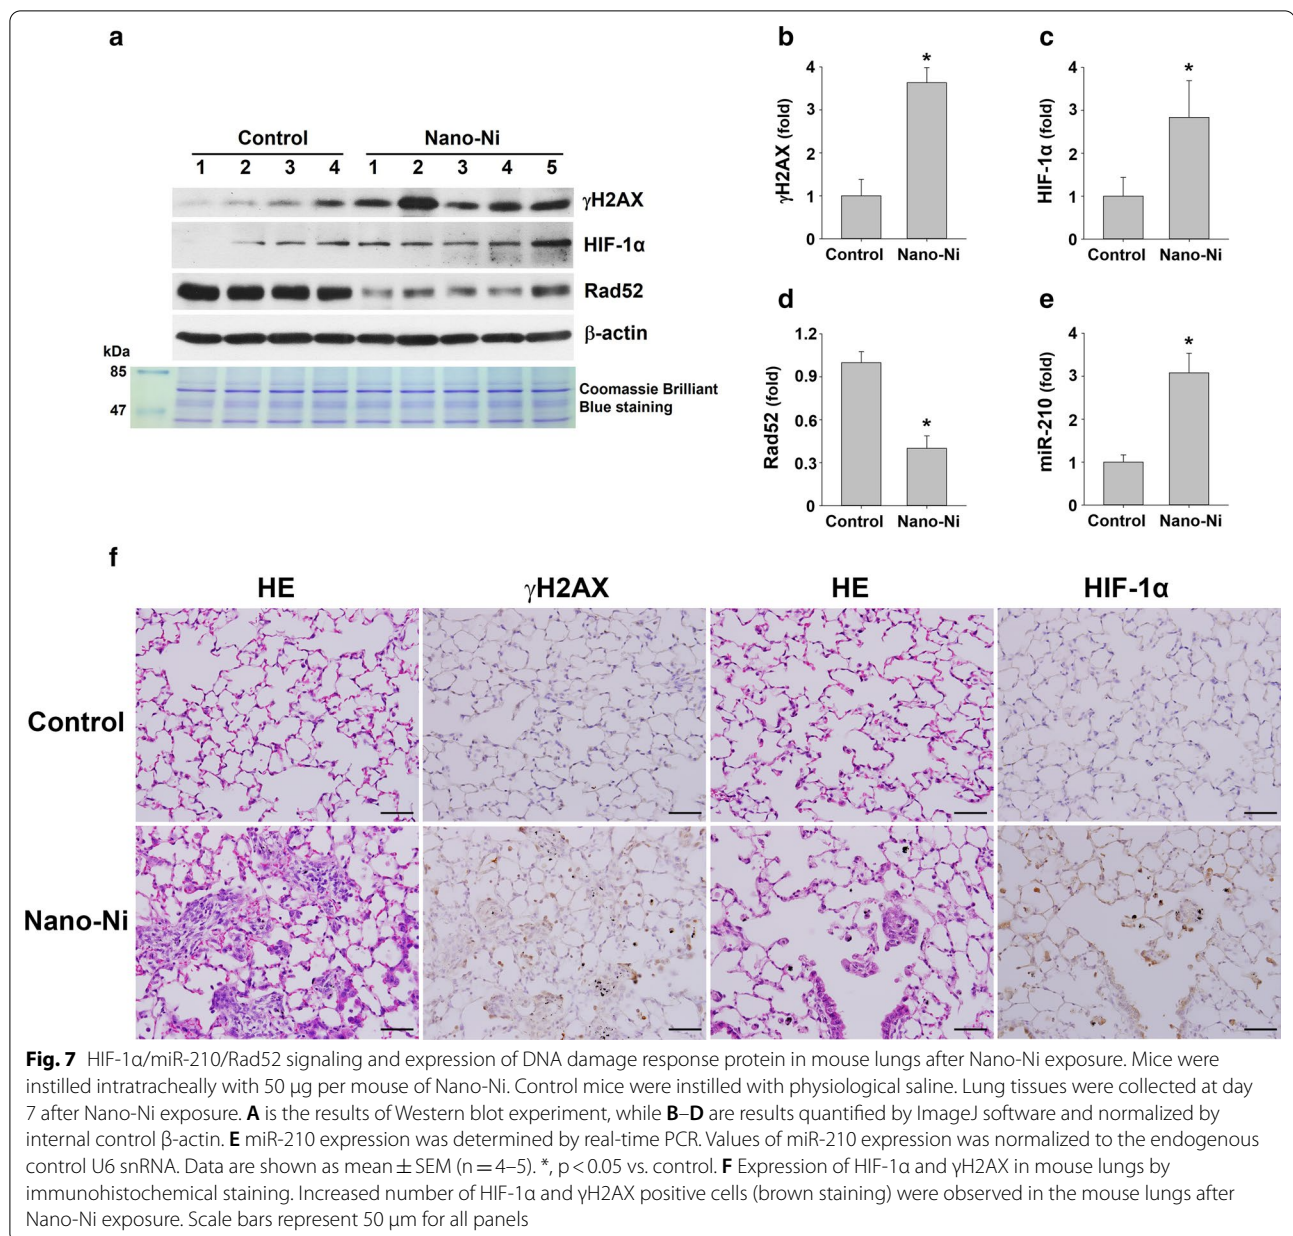 a
Control Nano-Ni
1 2 3 4 1 2 3 4 5
γH2AX
HIF-1α
Rad52
β-actin
kDa
85
47
Coomassie Brilliant
Blue staining
b
γH2AX (fold)
4
3
2
1
0
*
Control Nano-Ni
c
HIF-1α (fold)
4
3
2
1
0
*
Control Nano-Ni
d
Rad52 (fold)
1.2
0.9
0.6
0.3
0
*
Control Nano-Ni
e
miR-210 (fold)
4
3
2
1
0
*
Control Nano-Ni
f
HE γH2AX HE HIF-1α
Control
Nano-Ni
Fig. 7 HIF-1α/miR-210/Rad52 signaling and expression of DNA damage response protein in mouse lungs after Nano-Ni exposure. Mice were
instilled intratracheally with 50 μg per mouse of Nano-Ni. Control mice were instilled with physiological saline. Lung tissues were collected at day
7 after Nano-Ni exposure. A is the results of Western blot experiment, while B–D are results quantified by ImageJ software and normalized by
internal control β-actin. E miR-210 expression was determined by real-time PCR. Values of miR-210 expression was normalized to the endogenous
control U6 snRNA. Data are shown as mean ± SEM (n = 4–5). *, p < 0.05 vs. control. F Expression of HIF-1α and γH2AX in mouse lungs by
immunohistochemical staining. Increased number of HIF-1α and γH2AX positive cells (brown staining) were observed in the mouse lungs after
Nano-Ni exposure. Scale bars represent 50 μm for all panels